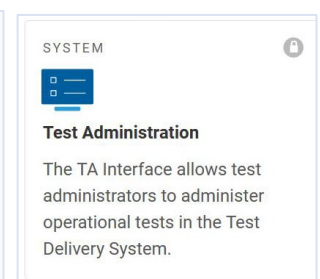 SYSTEM
Test Administration
The TA Interface allows test
administrators to administer
operational tests in the Test
Delivery System.